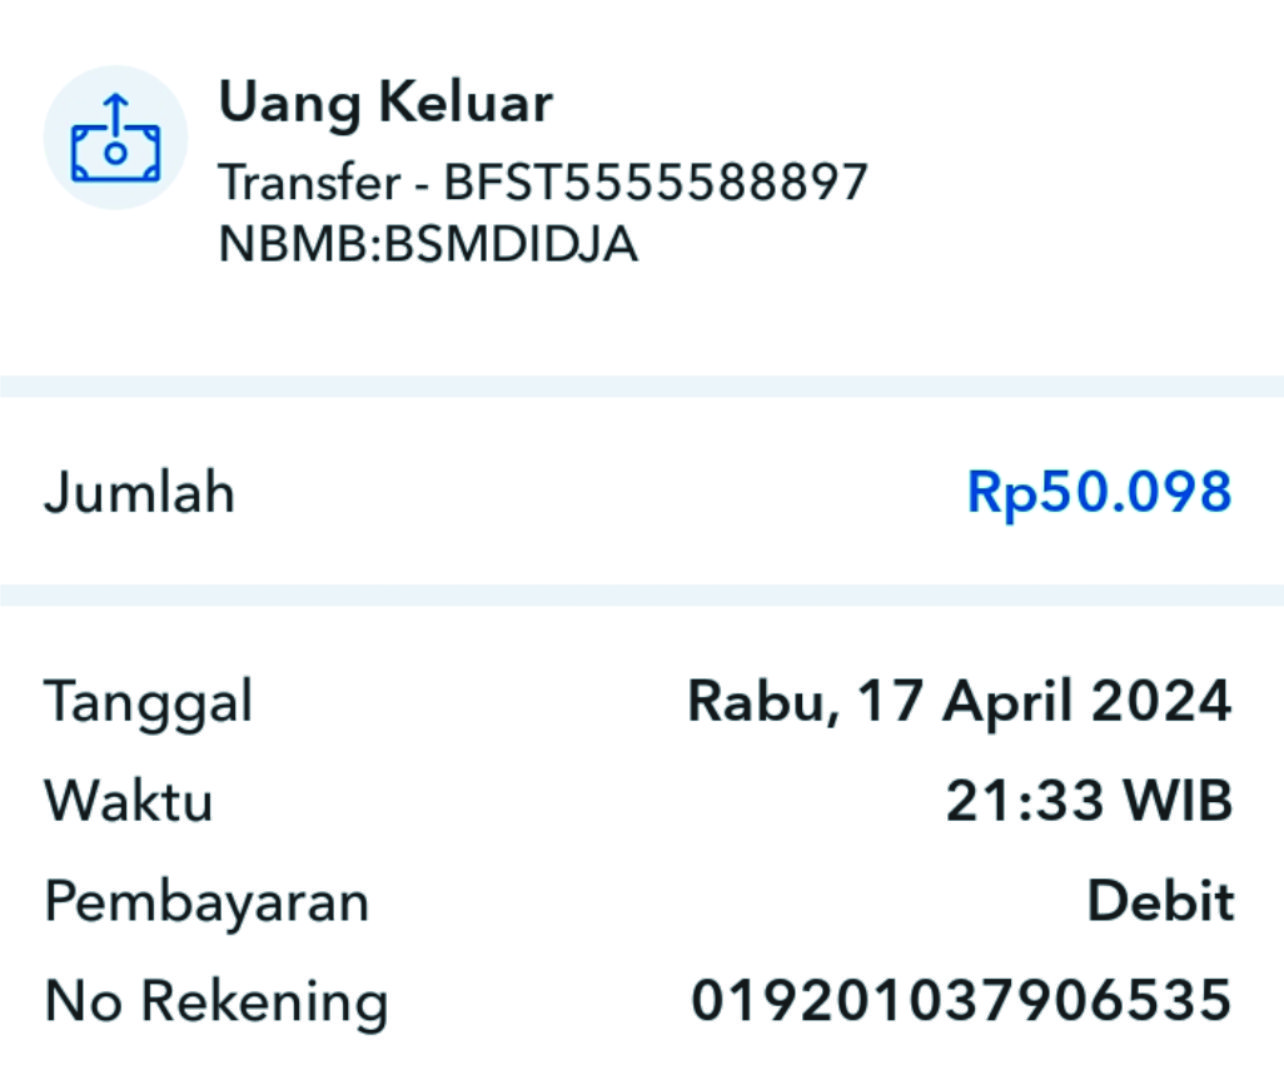 Uang Keluar
Transfer - BFST5555588897
NBMB:BSMDIDJA
Jumlah Rp50.098
Tanggal Rabu, 17 April 2024
Waktu 21:33 WIB
Pembayaran Debit
No Rekening 019201037906535